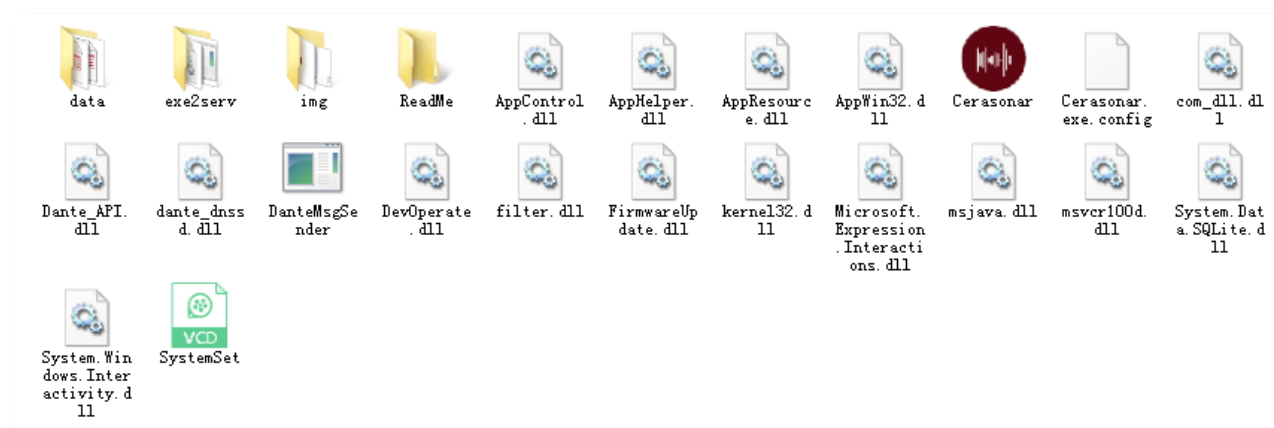 data exe2serv img ReadMe AppControl AppHelper. AppResourc AppWin32.d Cerasonar Cerasonar. com_dll.dl
.dll dll e.dll ll exe.config l
Dante_API. dante_dnss DanteMsgSe DevOperate filter.dll FirmwareUp kernel32.d Microsoft. msjava.dll msvcr100d. System.Dat
dll d.dll nder .dll date.dll ll Expression dll a.SQLite.d
.Interacti ll
ons.dll
VCD
System.Win SystemSet
dows.Inter
activity.d
ll